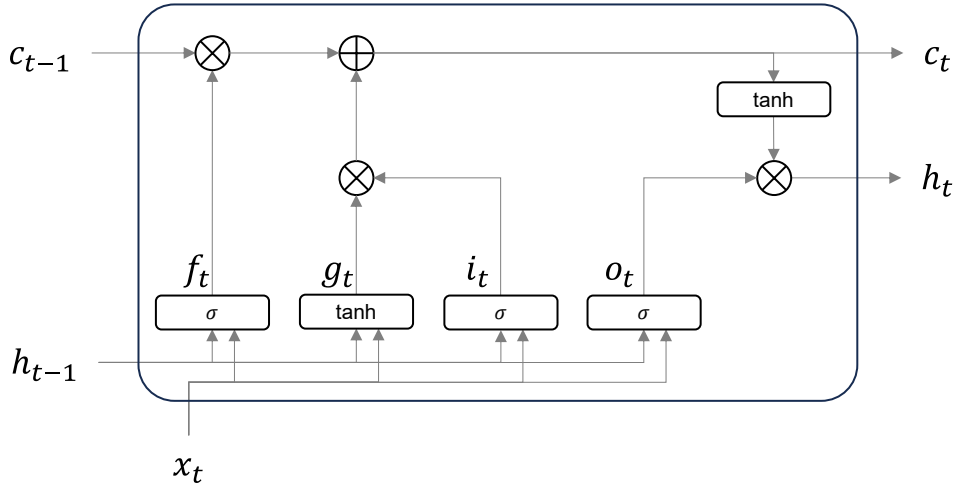 c_{t-1}
c_t
tanh
h_t
f_t g_t i_t o_t
σ tanh σ σ
h_{t-1}
x_t